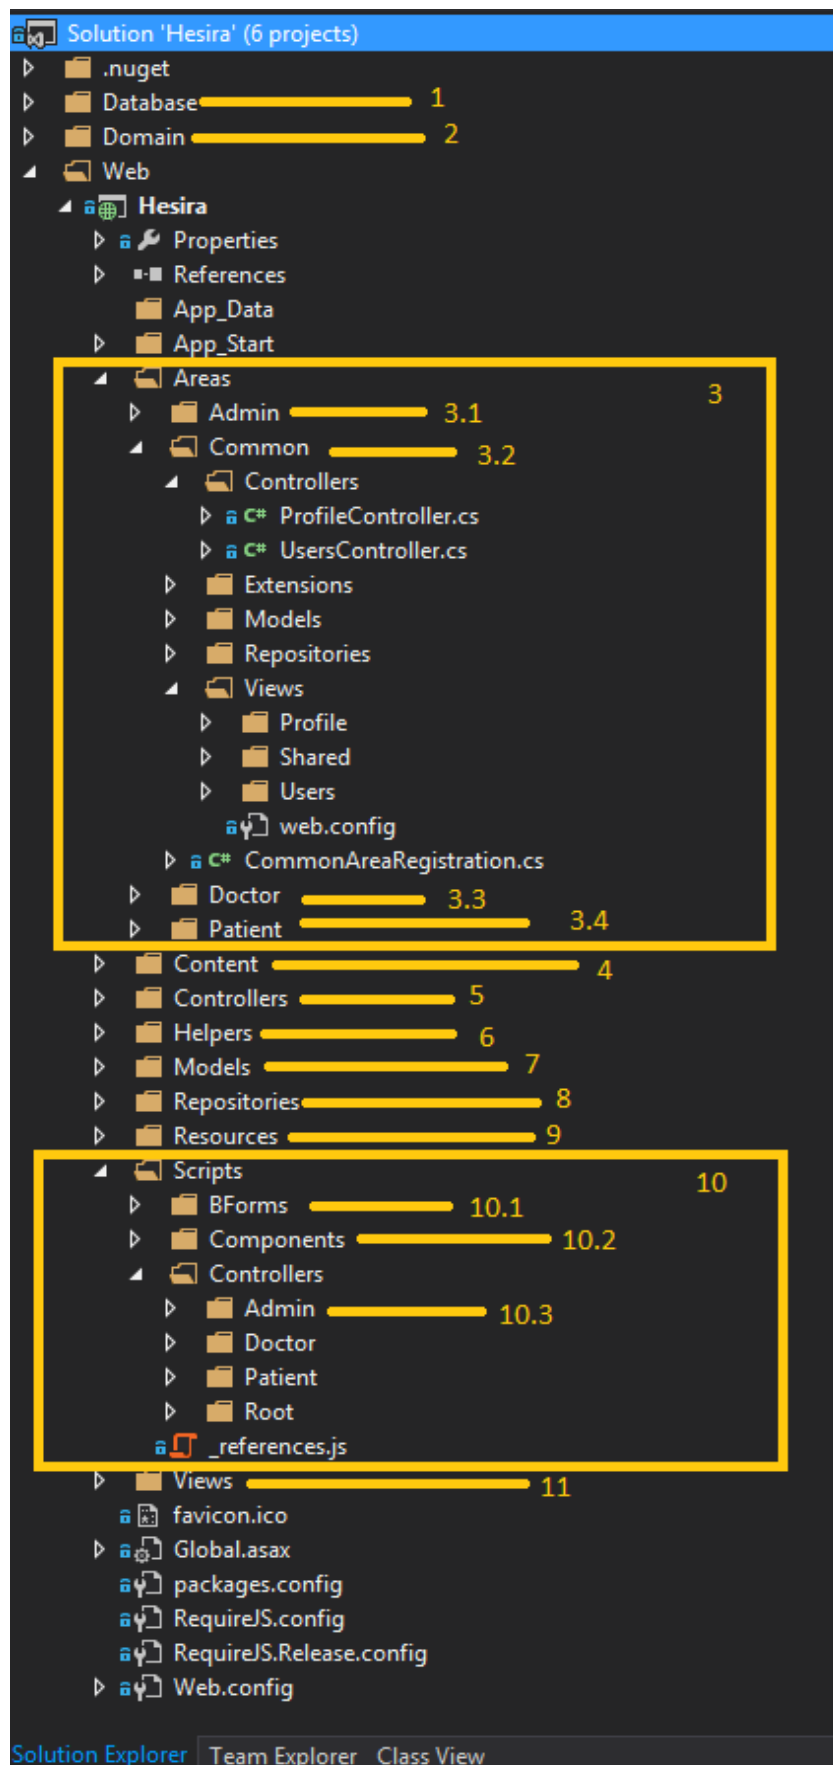 Solution 'Hesira' (6 projects)
.nuget
Database 1
Domain 2
Web
Hesira
Properties
References
App_Data
App_Start
Areas 3
Admin 3.1
Common 3.2
Controllers
C# ProfileController.cs
C# UsersController.cs
Extensions
Models
Repositories
Views
Profile
Shared
Users
web.config
C# CommonAreaRegistration.cs
Doctor 3.3
Patient 3.4
Content 4
Controllers 5
Helpers 6
Models 7
Repositories 8
Resources 9
Scripts 10
BForms 10.1
Components 10.2
Controllers
Admin 10.3
Doctor
Patient
Root
_references.js
Views 11
favicon.ico
Global.asax
packages.config
RequireJS.config
RequireJS.Release.config
Web.config
Solution Explorer Team Explorer Class View